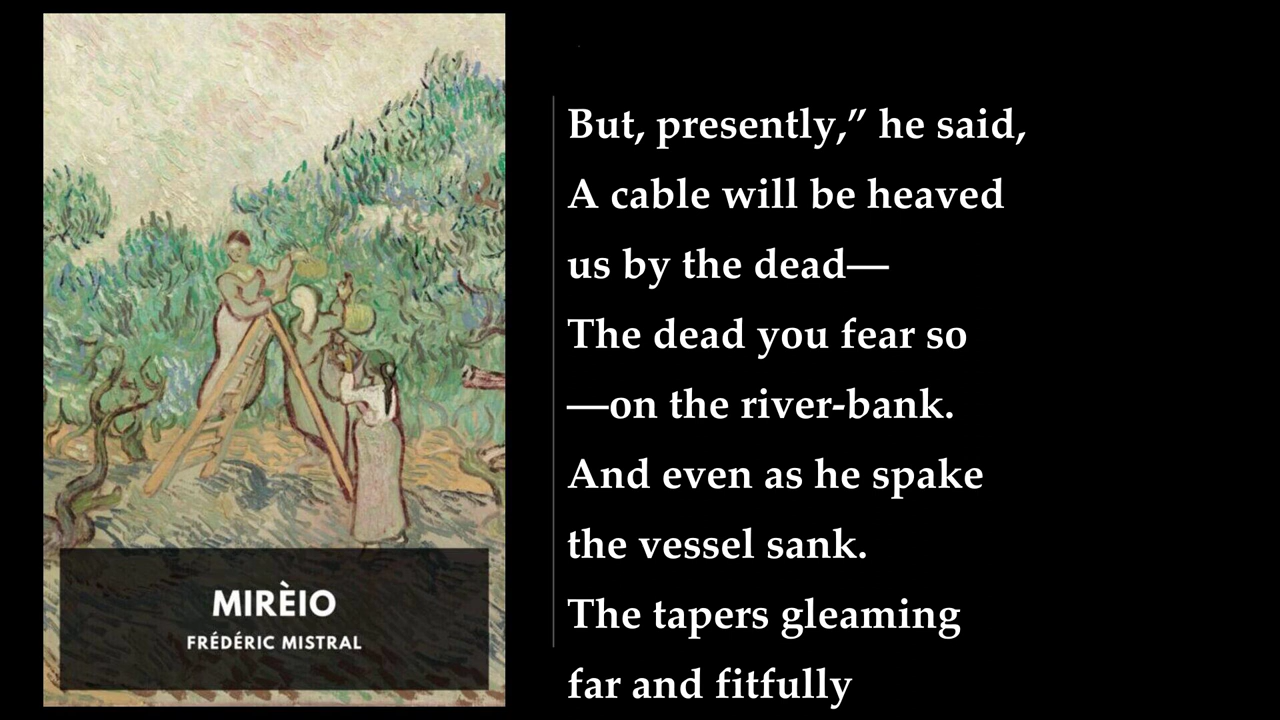 MIRÈIO
FRÉDÉRIC MISTRAL
But, presently,” he said,
A cable will be heaved
us by the dead—
The dead you fear so
—on the river-bank.
And even as he spake
the vessel sank.
The tapers gleaming
far and fitfully